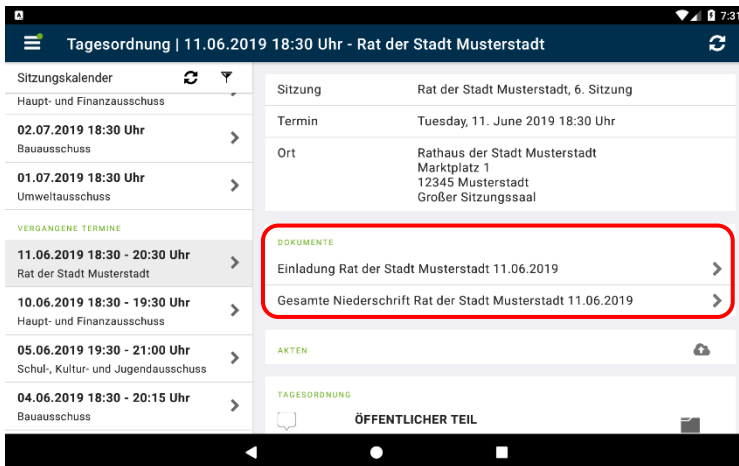 A
7:31
Tagesordnung | 11.06.2019 18:30 Uhr - Rat der Stadt Musterstadt
Sitzungskalender
Haupt- und Finanzausschuss
02.07.2019 18:30 Uhr
Bauausschuss
01.07.2019 18:30 Uhr
Umweltausschuss
VERGANGENE TERMINE
11.06.2019 18:30 - 20:30 Uhr
Rat der Stadt Musterstadt
10.06.2019 18:30 - 19:30 Uhr
Haupt- und Finanzausschuss
05.06.2019 19:30 - 21:00 Uhr
Schul-, Kultur- und Jugendausschuss
04.06.2019 18:30 - 20:15 Uhr
Bauausschuss
Sitzung Rat der Stadt Musterstadt, 6. Sitzung
Termin Tuesday, 11. June 2019 18:30 Uhr
Ort Rathaus der Stadt Musterstadt
Marktplatz 1
12345 Musterstadt
Großer Sitzungssaal
DOKUMENTE
Einladung Rat der Stadt Musterstadt 11.06.2019
Gesamte Niederschrift Rat der Stadt Musterstadt 11.06.2019
AKTEN
TAGESORDNUNG
ÖFFENTLICHER TEIL